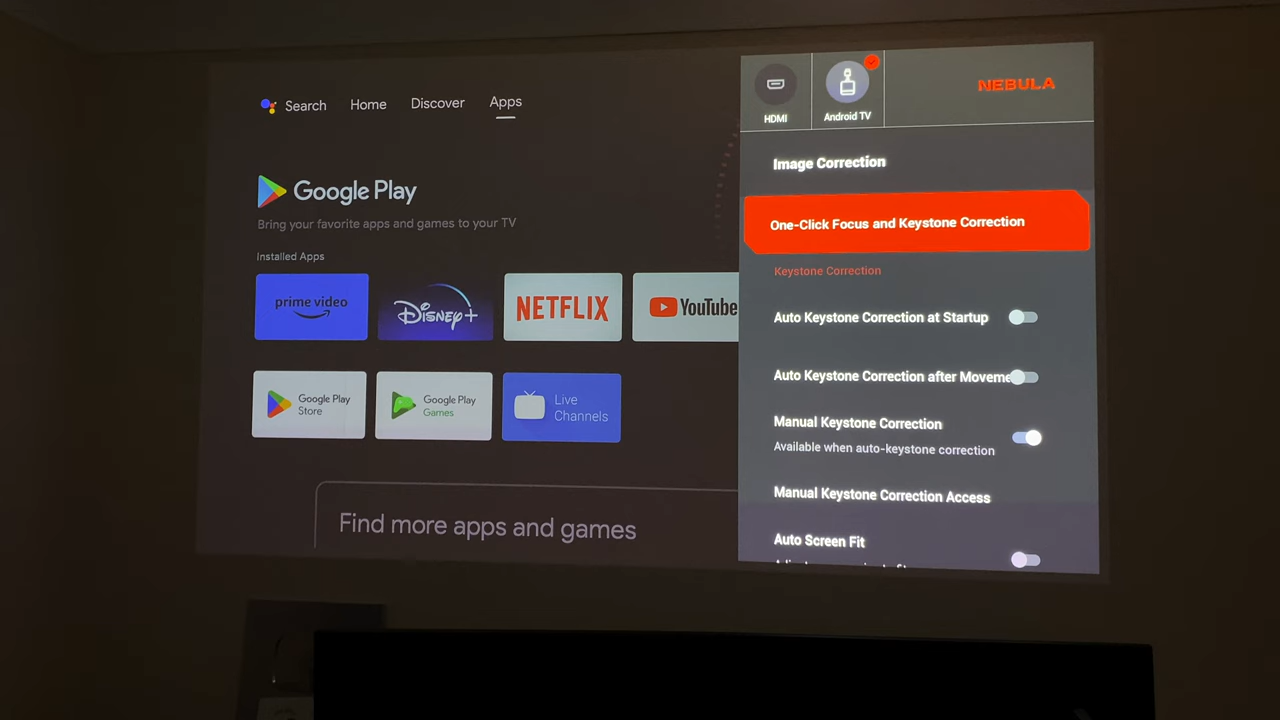 Search
Home
Discover
Apps
Google Play
Bring your favorite apps and games to your TV
Installed Apps
prime video
Disney+
NETFLIX
YouTube
Google Play
Store
Google Play
Games
Live
Channels
Find more apps and games
HDMI
Android TV
NEBULA
Image Correction
One-Click Focus and Keystone Correction
Keystone Correction
Auto Keystone Correction at Startup
Auto Keystone Correction after Moveme
Manual Keystone Correction
Available when auto-keystone correction
Manual Keystone Correction Access
Auto Screen Fit